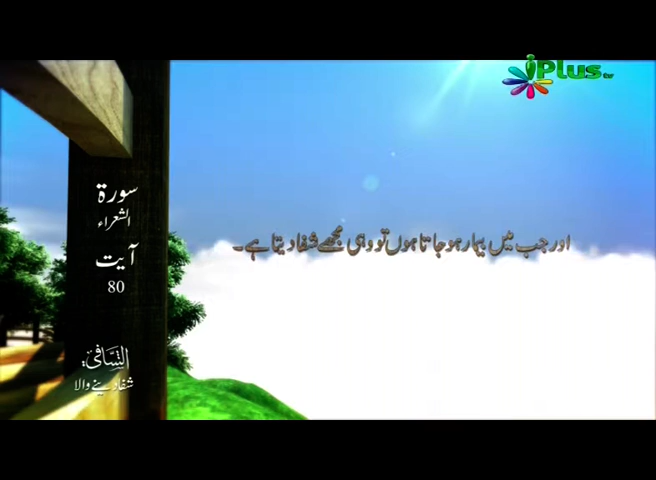 iPlus tv
سورة
الشعراء
آیت
80
اور جب میں بیمار ہو جاتا ہوں تو وہی مجھے شفا دیتا ہے۔
الشافی
شفا دینے والا